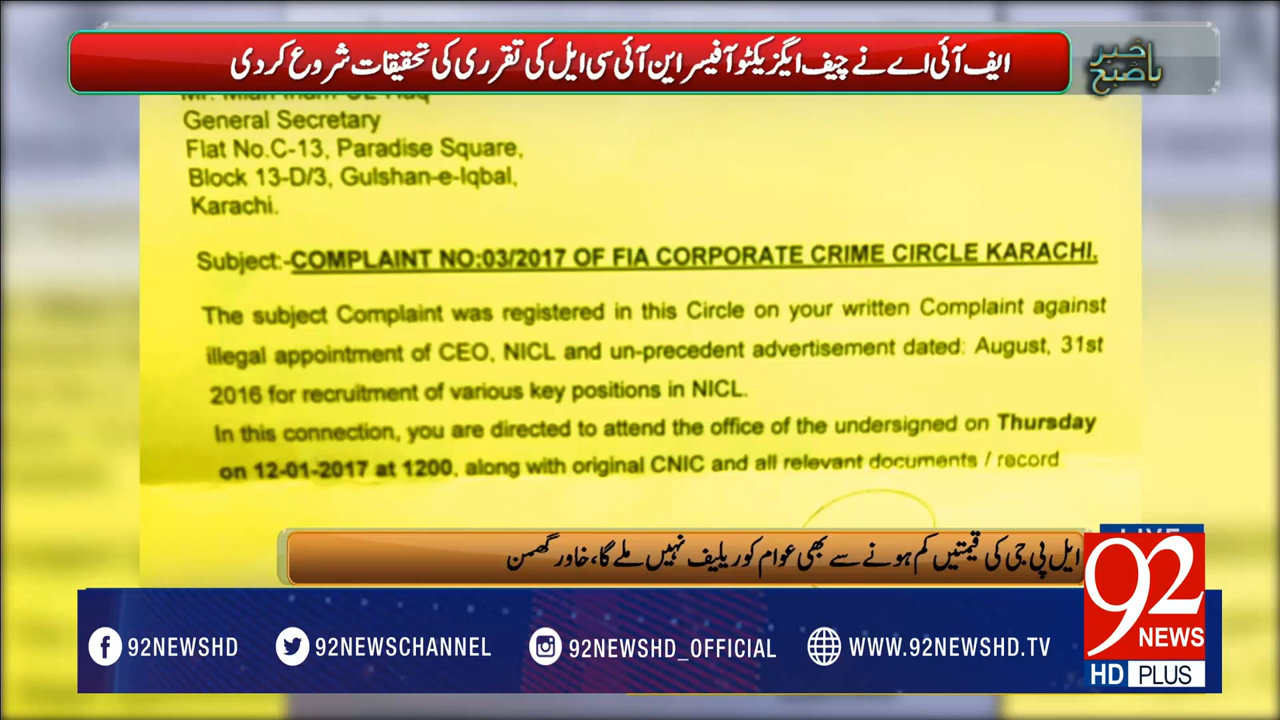 ایف آئی اے نے چیف ایگزیکٹو آفیسر این آئی سی ایل کی تقرری کی تحقیقات شروع کر دی
باخبر
صبح
General Secretary
Flat No.C-13, Paradise Square,
Block 13-D/3, Gulshan-e-Iqbal,
Karachi.
Subject:-COMPLAINT NO:03/2017 OF FIA CORPORATE CRIME CIRCLE KARACHI.
The subject Complaint was registered in this Circle on your written Complaint against
illegal appointment of CEO, NICL and un-precedent advertisement dated: August, 31st
2016 for recruitment of various key positions in NICL.
In this connection, you are directed to attend the office of the undersigned on Thursday
on 12-01-2017 at 1200, along with original CNIC and all relevant documents / record
ایل پی جی کی قیمتیں کم ہونے سے بھی عوام کو ریلیف نہیں ملے گا، خاور گھمن
92
NEWS
HD PLUS
92NEWSHD
92NEWSCHANNEL
92NEWSHD_OFFICIAL
WWW.92NEWSHD.TV